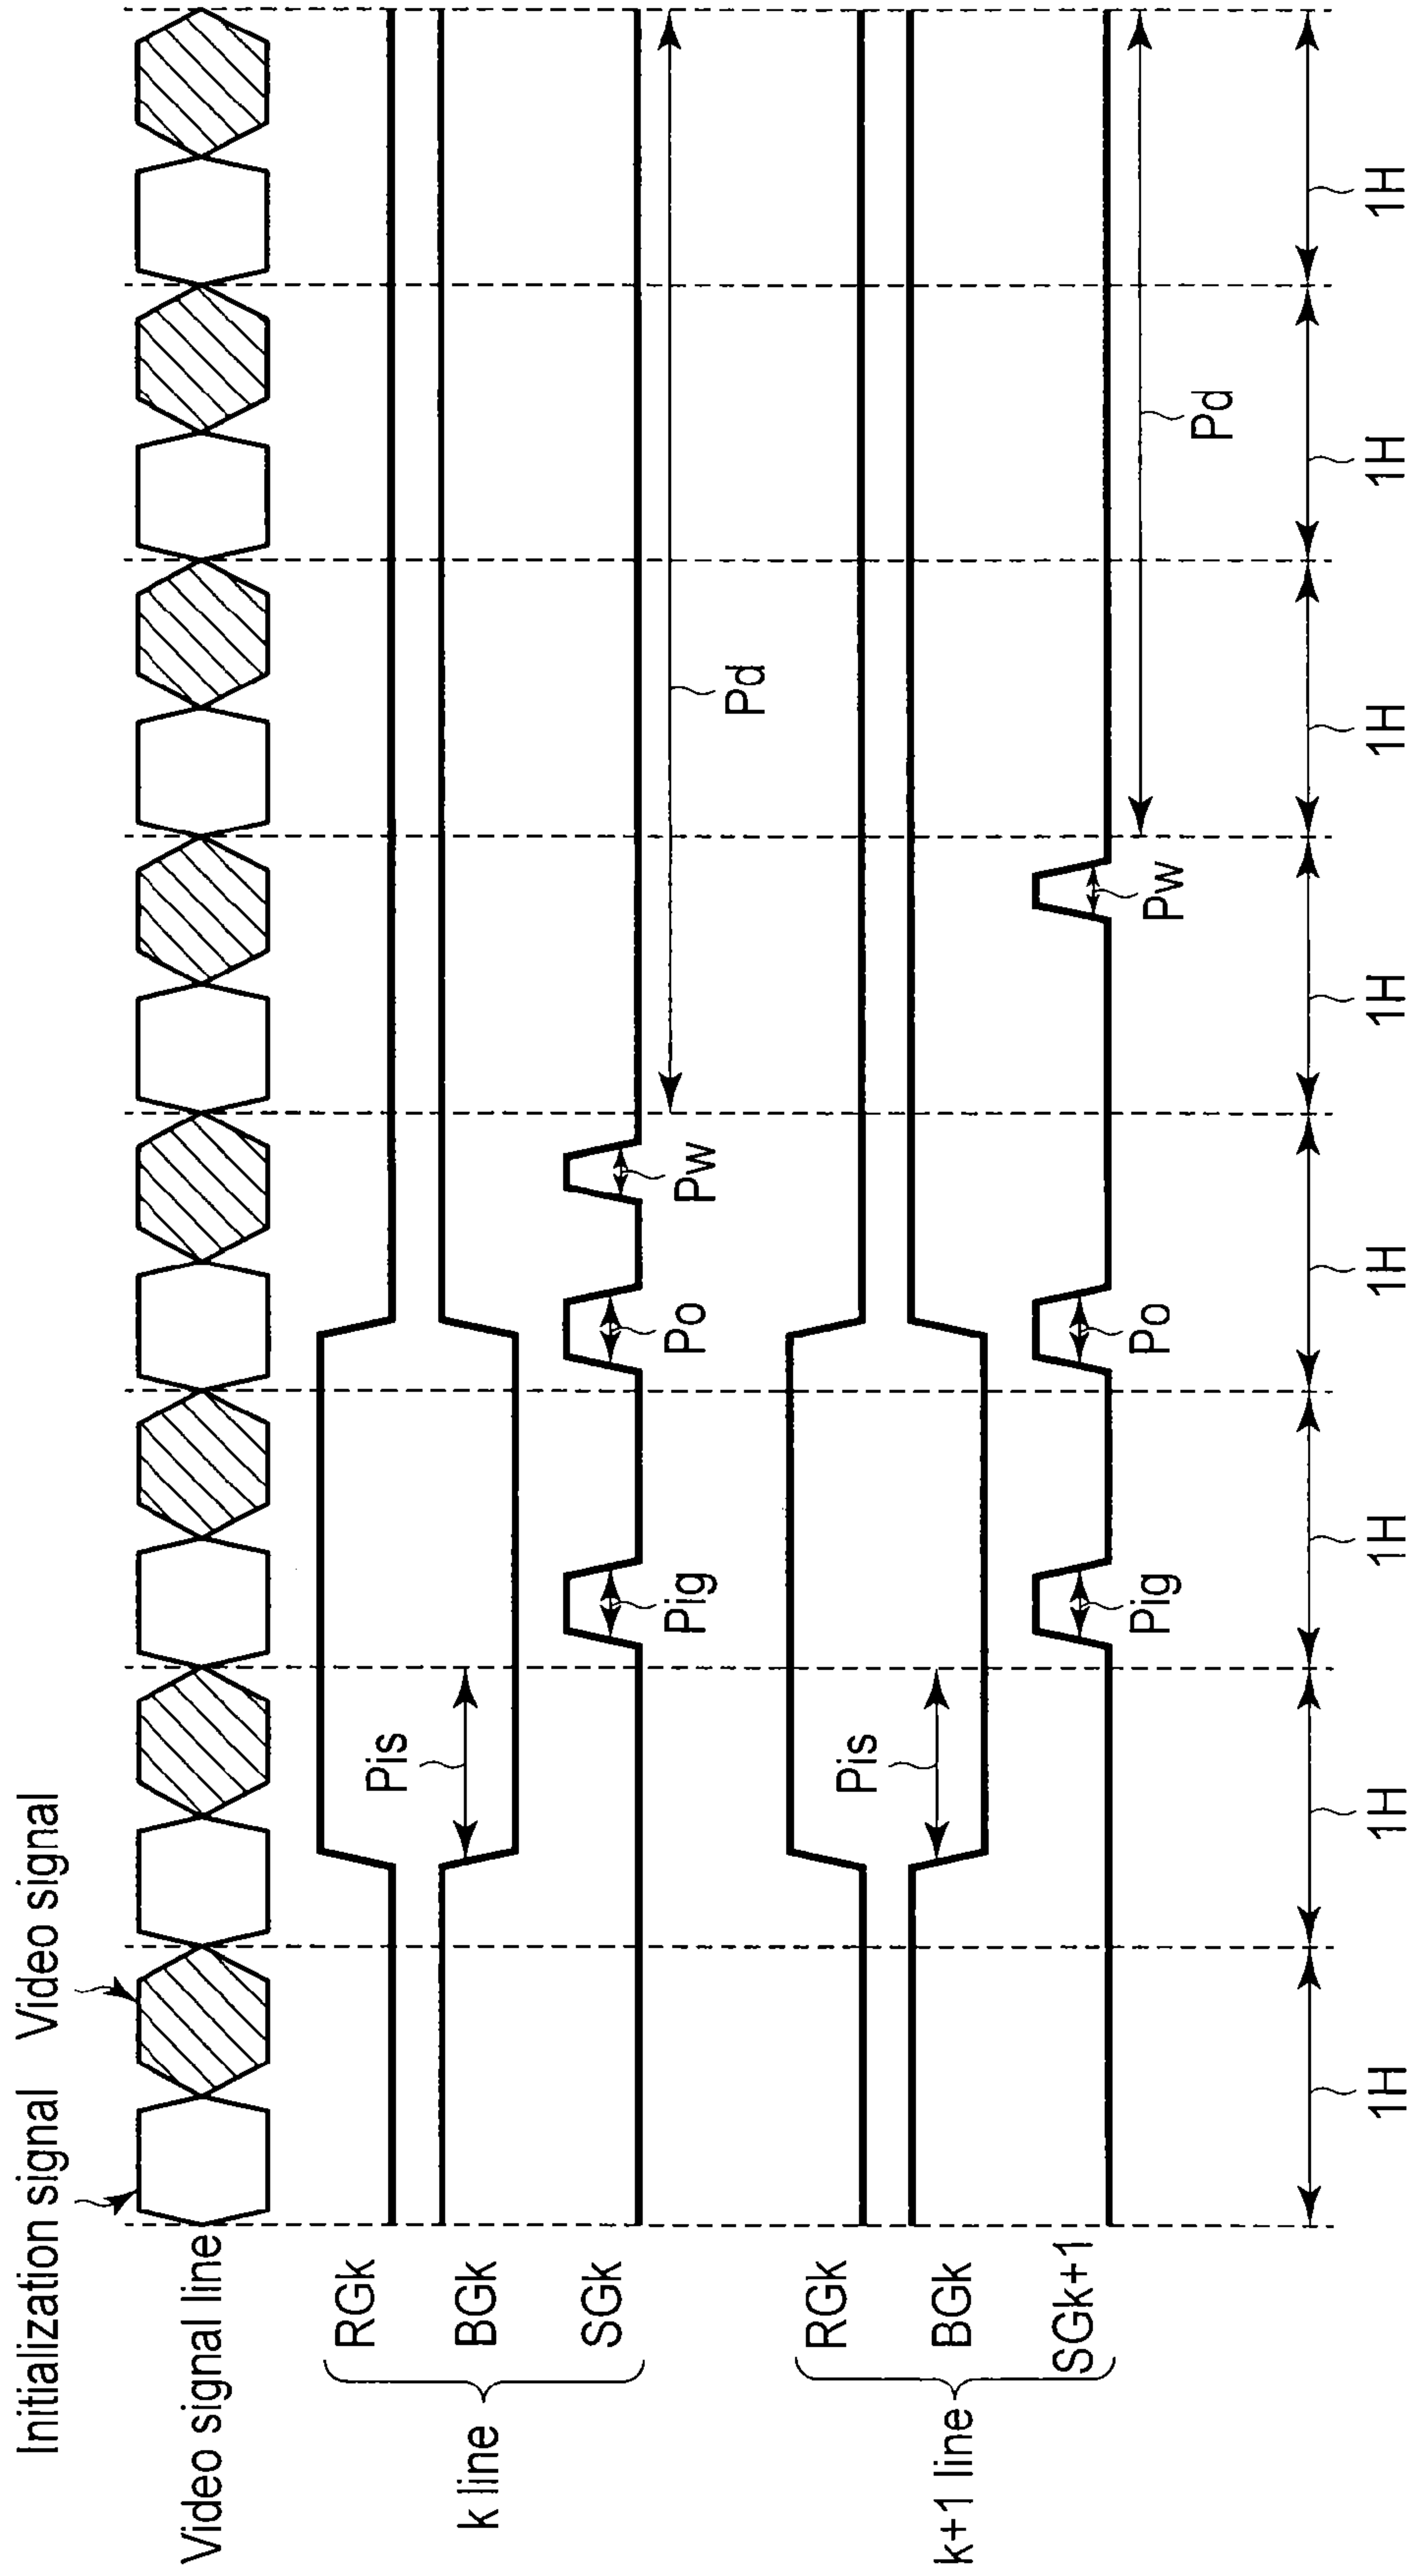 Initialization signal
Video signal
Video signal line
k line
RGk
BGk
Pis
SGk
Pig
Po
Pw
Pd
k+1 line
RGk
BGk
Pis
SGk+1
Pig
Po
Pw
Pd
1H
1H
1H
1H
1H
1H
1H
1H